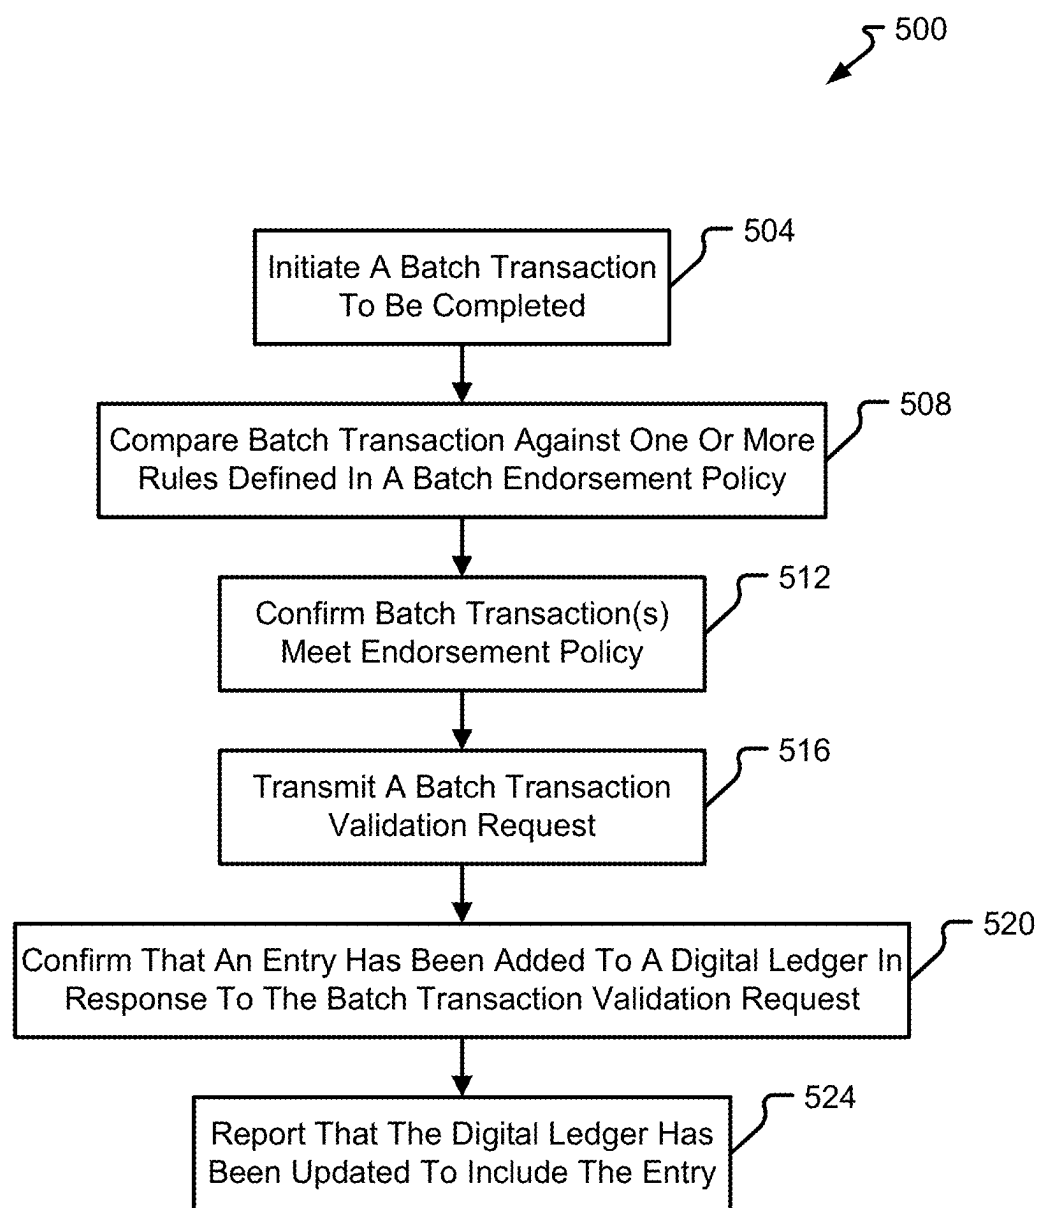 500
504
Initiate A Batch Transaction
To Be Completed
508
Compare Batch Transaction Against One Or More
Rules Defined In A Batch Endorsement Policy
512
Confirm Batch Transaction(s)
Meet Endorsement Policy
516
Transmit A Batch Transaction
Validation Request
520
Confirm That An Entry Has Been Added To A Digital Ledger In
Response To The Batch Transaction Validation Request
524
Report That The Digital Ledger Has
Been Updated To Include The Entry